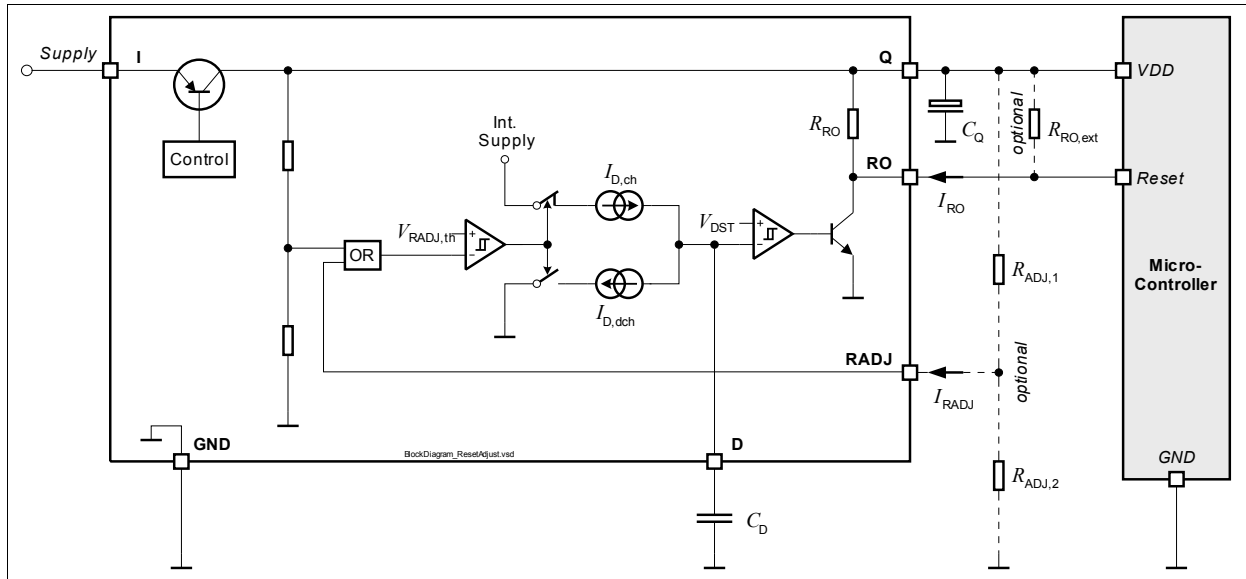 Supply
I
Q
VDD
Control
Int.
Supply
R_RO
C_Q
optional
R_RO,ext
I_D,ch
RO
Reset
I_RO
V_RADJ,th
V_DST
OR
R_ADJ,1
Micro-
Controller
I_D,dch
RADJ
I_RADJ
optional
GND
BlockDiagram_ResetAdjust.vsd
D
R_ADJ,2
GND
C_D